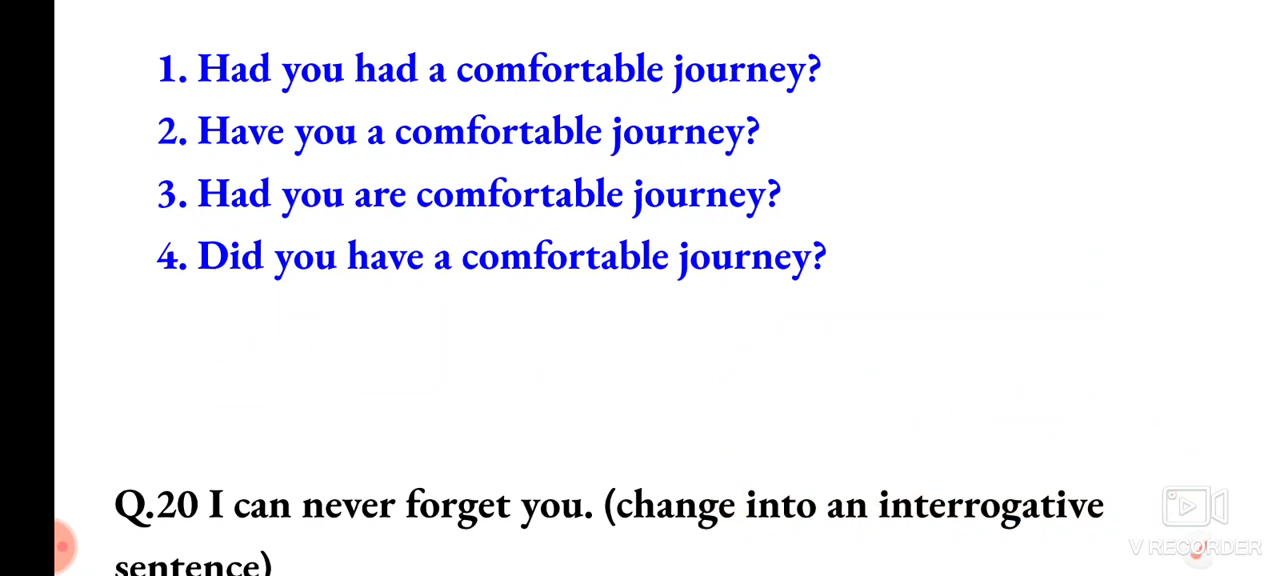 1. Had you had a comfortable journey?
2. Have you a comfortable journey?
3. Had you are comfortable journey?
4. Did you have a comfortable journey?
Q.20 I can never forget you. (change into an interrogative
sentence)
V RECORDER